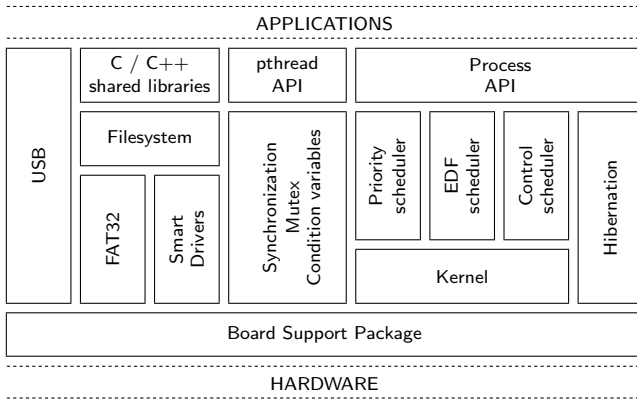 APPLICATIONS
USB
C / C++
shared libraries
pthread
API
Process
API
Filesystem
FAT32
Smart
Drivers
Synchronization
Mutex
Condition variables
Priority
scheduler
EDF
scheduler
Control
scheduler
Hibernation
Kernel
Board Support Package
HARDWARE